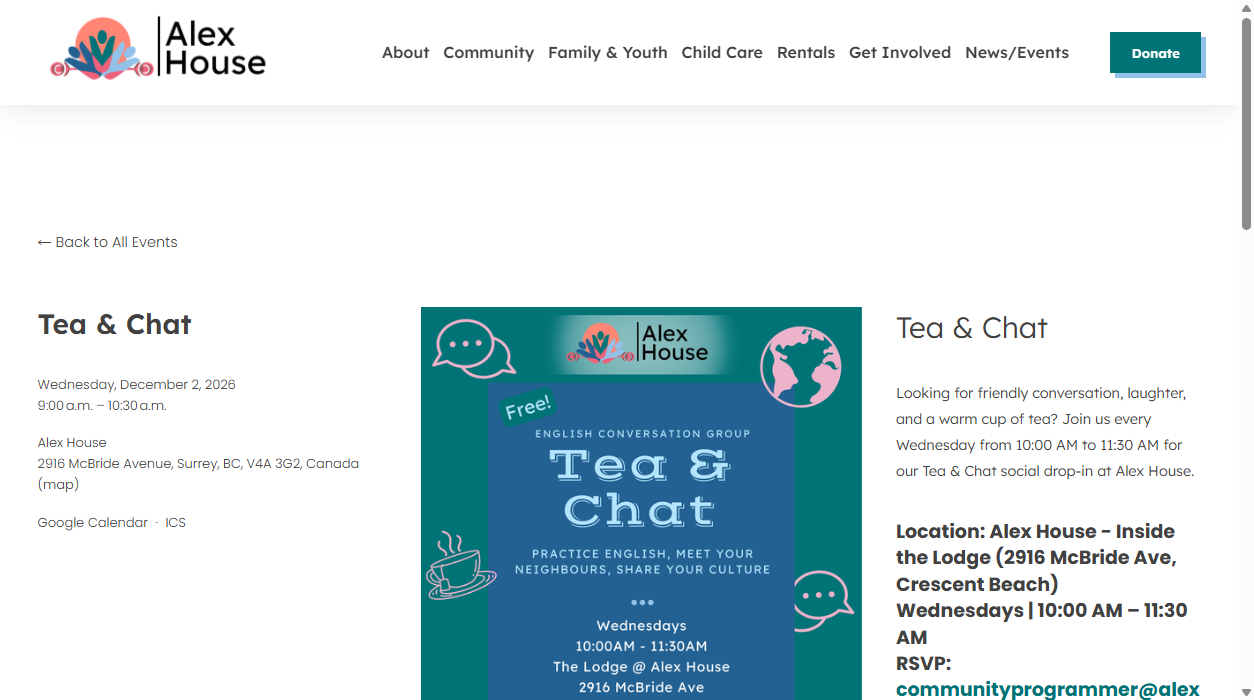 Alex
House
About Community Family & Youth Child Care Rentals Get Involved News/Events Donate
← Back to All Events
Tea & Chat
Wednesday, December 2, 2026
9:00 a.m. – 10:30 a.m.
Alex House
2916 McBride Avenue, Surrey, BC, V4A 3G2, Canada
(map)
Google Calendar · ICS
Alex
House
Free!
ENGLISH CONVERSATION GROUP
Tea &
Chat
PRACTICE ENGLISH, MEET YOUR
NEIGHBOURS, SHARE YOUR CULTURE
Wednesdays
10:00AM - 11:30AM
The Lodge @ Alex House
2916 McBride Ave
Tea & Chat
Looking for friendly conversation, laughter,
and a warm cup of tea? Join us every
Wednesday from 10:00 AM to 11:30 AM for
our Tea & Chat social drop-in at Alex House.
Location: Alex House - Inside
the Lodge (2916 McBride Ave,
Crescent Beach)
Wednesdays | 10:00 AM – 11:30
AM
RSVP:
communityprogrammer@alex